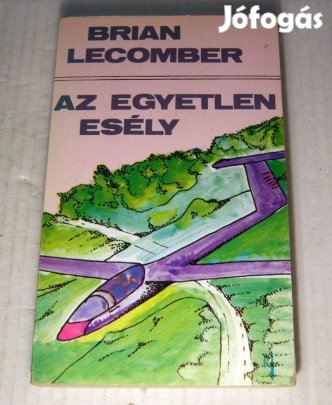 Jófogás
BRIAN
LECOMBER
AZ EGYETLEN
ESÉLY